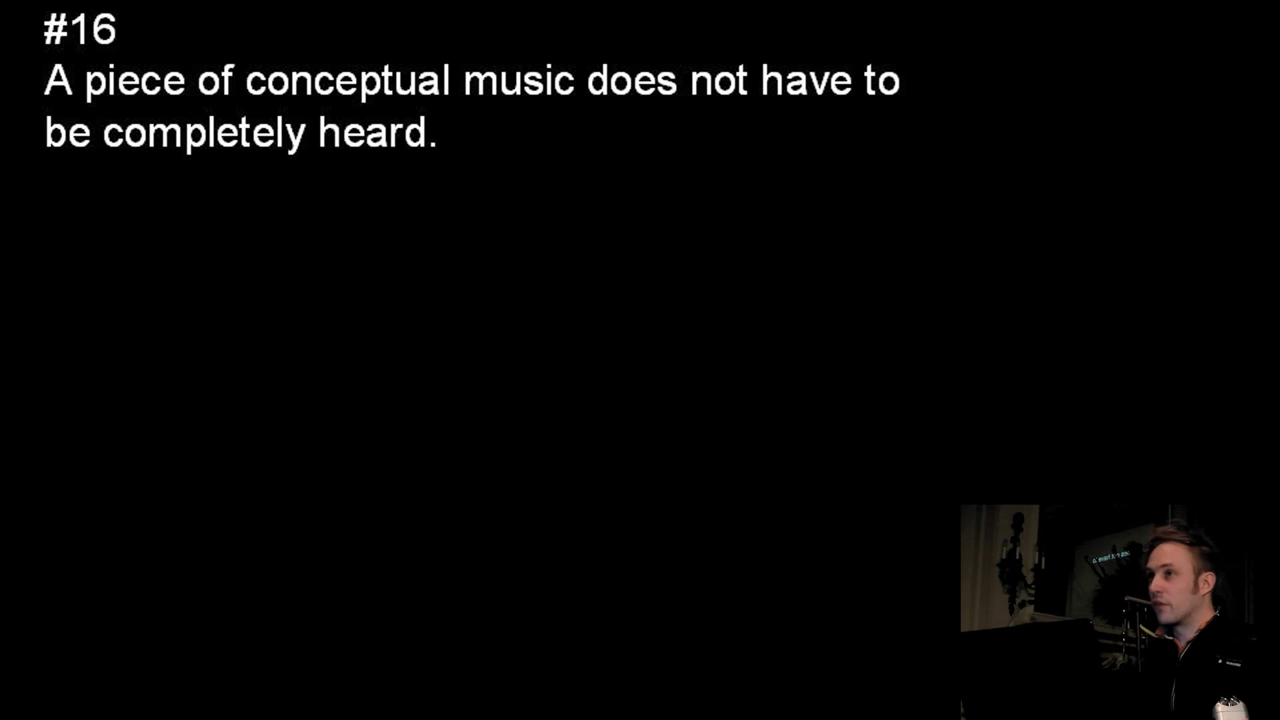 #16
A piece of conceptual music does not have to
be completely heard.